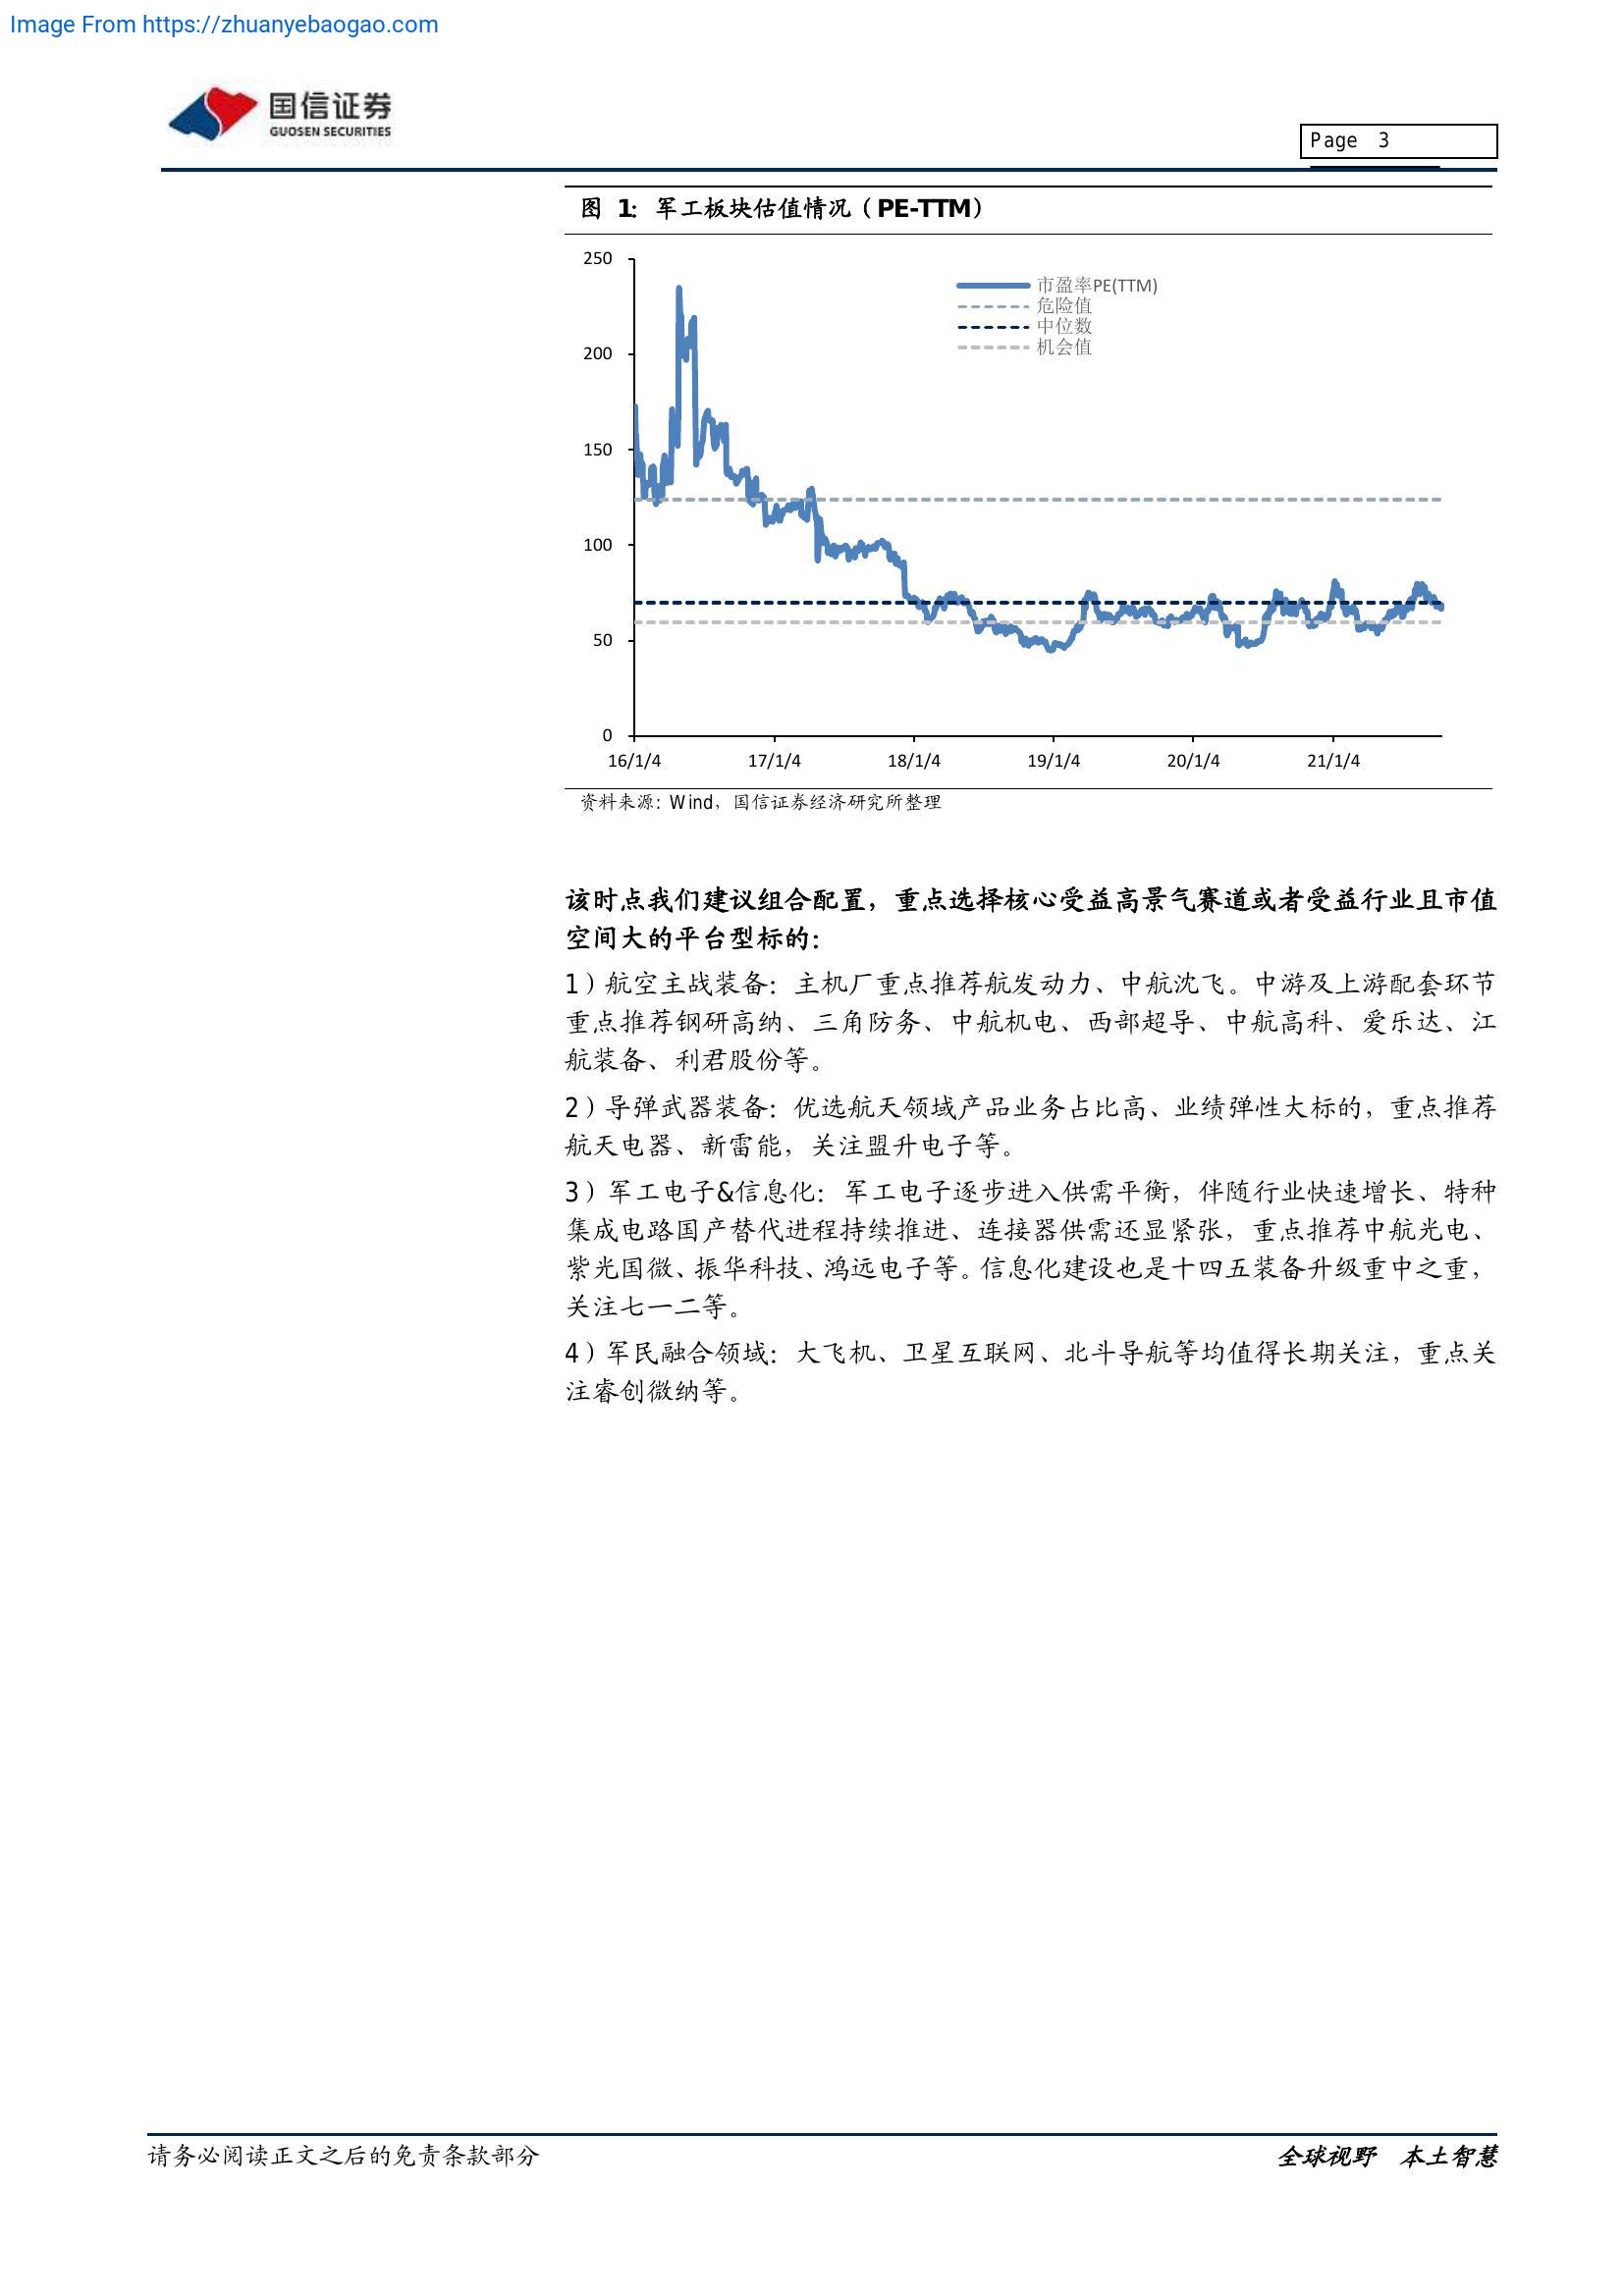 Image From https://zhuanyebaogao.com
国信证券
GUOSEN SECURITIES
Page 3
图 1：军工板块估值情况（PE-TTM）
250
200
150
100
50
0
市盈率PE(TTM)
危险值
中位数
机会值
16/1/4 17/1/4 18/1/4 19/1/4 20/1/4 21/1/4
资料来源：Wind，国信证券经济研究所整理
该时点我们建议组合配置，重点选择核心受益高景气赛道或者受益行业且市值
空间大的平台型标的：
1）航空主战装备：主机厂重点推荐航发动力、中航沈飞。中游及上游配套环节
重点推荐钢研高纳、三角防务、中航机电、西部超导、中航高科、爱乐达、江
航装备、利君股份等。
2）导弹武器装备：优选航天领域产品业务占比高、业绩弹性大标的，重点推荐
航天电器、新雷能，关注盟升电子等。
3）军工电子&信息化：军工电子逐步进入供需平衡，伴随行业快速增长、特种
集成电路国产替代进程持续推进、连接器供需还显紧张，重点推荐中航光电、
紫光国微、振华科技、鸿远电子等。信息化建设也是十四五装备升级重中之重，
关注七一二等。
4）军民融合领域：大飞机、卫星互联网、北斗导航等均值得长期关注，重点关
注睿创微纳等。
请务必阅读正文之后的免责条款部分
全球视野 本土智慧